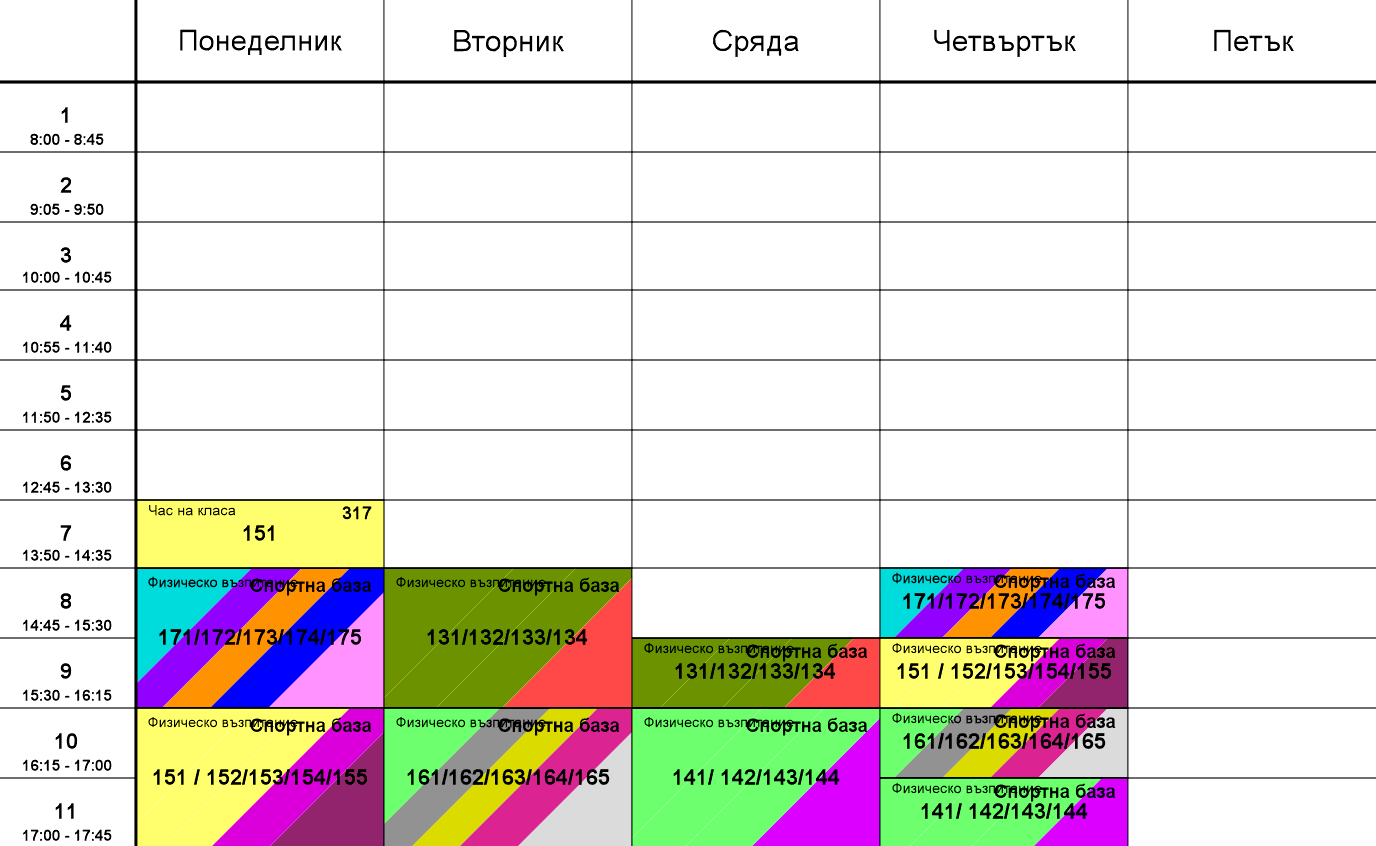 Понеделник Вторник Сряда Четвъртък Петък
1
8:00 - 8:45
2
9:05 - 9:50
3
10:00 - 10:45
4
10:55 - 11:40
5
11:50 - 12:35
6
12:45 - 13:30
7
13:50 - 14:35
Час на класа 317
151
8
14:45 - 15:30
Физическо възпитание Спортна база
171/172/173/174/175
Физическо възпитание Спортна база
131/132/133/134
Физическо възпитание Спортна база
171/172/173/174/175
9
15:30 - 16:15
Физическо възпитание Спортна база
131/132/133/134
Физическо възпитание Спортна база
151 / 152/153/154/155
10
16:15 - 17:00
Физическо възпитание Спортна база
151 / 152/153/154/155
Физическо възпитание Спортна база
161/162/163/164/165
Физическо възпитание Спортна база
141/ 142/143/144
Физическо възпитание Спортна база
161/162/163/164/165
11
17:00 - 17:45
Физическо възпитание Спортна база
141/ 142/143/144